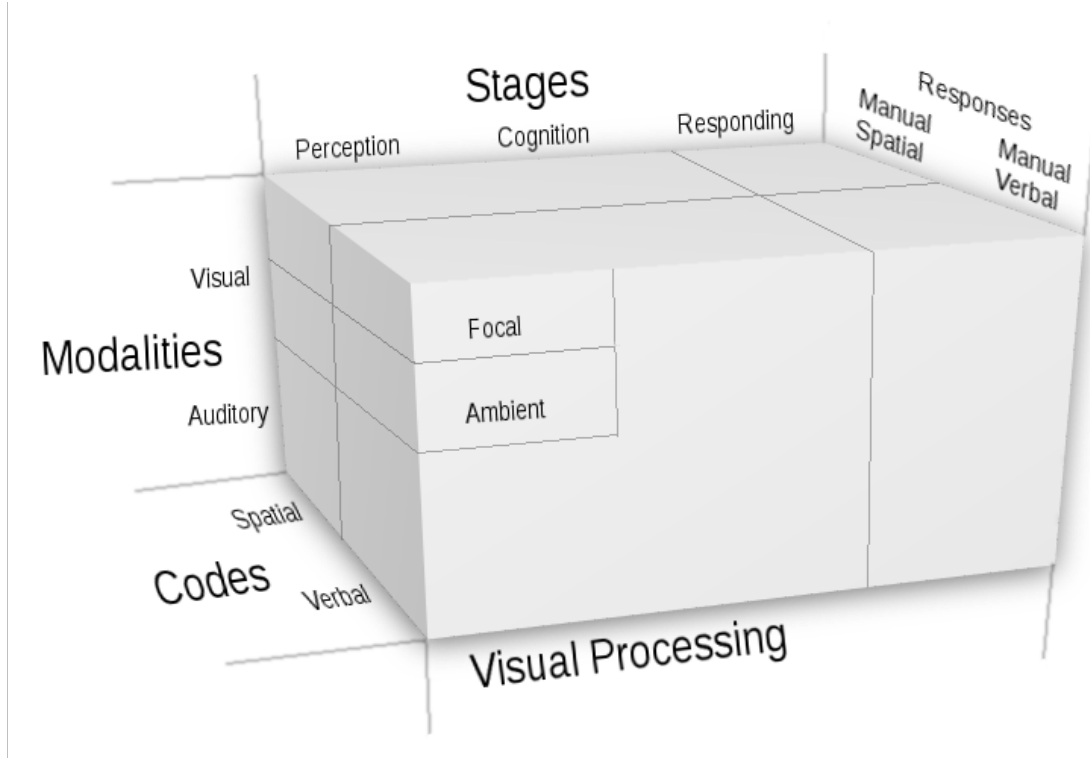 Stages
Responses
Perception
Cognition
Responding
Manual
Spatial
Manual
Verbal
Visual
Modalities
Auditory
Focal
Ambient
Spatial
Codes
Verbal
Visual Processing